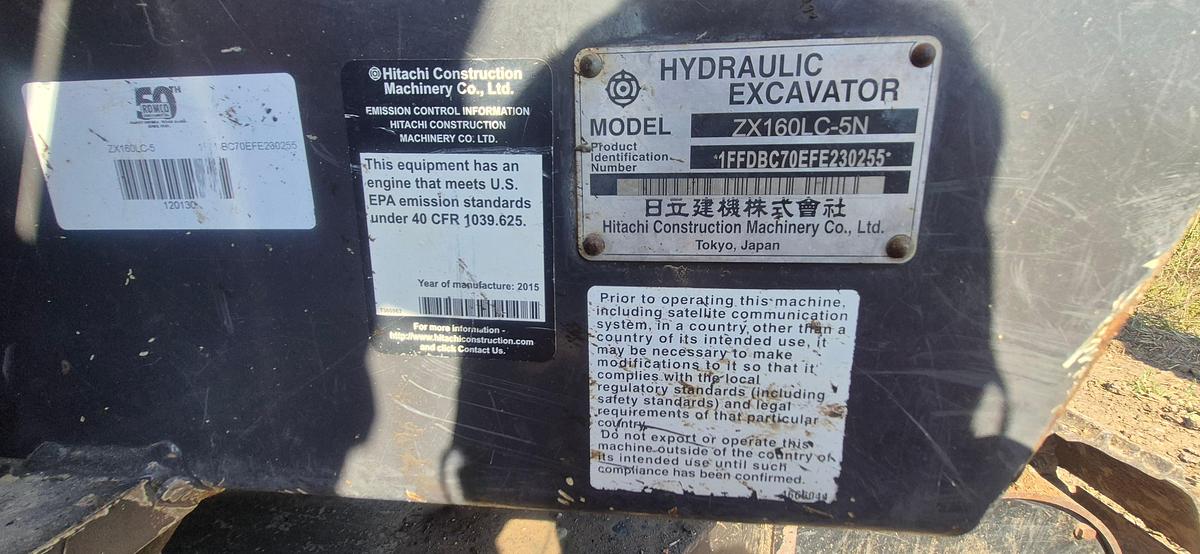 50TH
ROMCO
ZX160LC-5
BC70EFE230255
120130
Hitachi Construction
Machinery Co., Ltd.
EMISSION CONTROL INFORMATION
HITACHI CONSTRUCTION
MACHINERY CO. LTD.
This equipment has an
engine that meets U.S.
EPA emission standards
under 40 CFR 1039.625.
Year of manufacture: 2015
For more information -
http://www.hitachiconstruction.com
and click Contact Us.
HYDRAULIC
EXCAVATOR
MODEL ZX160LC-5N
Product
Identification
Number
*1FFDBC70EFE230255*
日立建機株式會社
Hitachi Construction Machinery Co., Ltd.
Tokyo, Japan
Prior to operating this machine,
including satellite communication
system, in a country other than a
country of its intended use, it
may be necessary to make
modifications to it so that it
complies with the local
regulatory standards (including
safety standards) and legal
requirements of that particular
country.
Do not export or operate this
machine outside of the country of
its intended use until such
compliance has been confirmed.